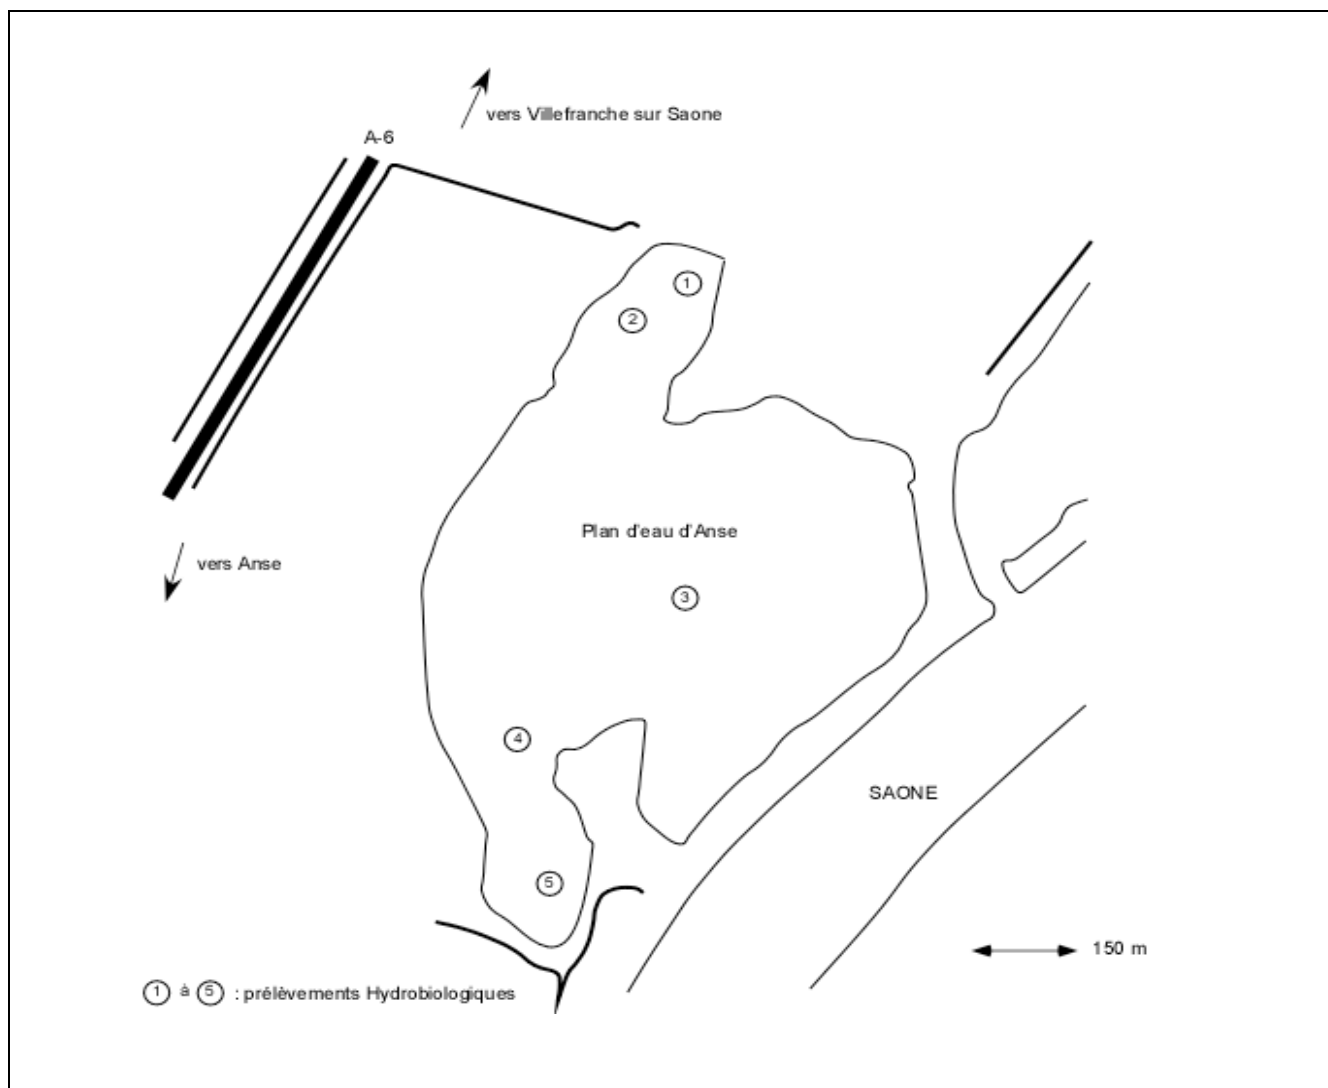 vers Villefranche sur Saone
A-6
1
2
Plan d'eau d'Anse
vers Anse
3
4
SAONE
5
150 m
1 à 5 : prélèvements Hydrobiologiques